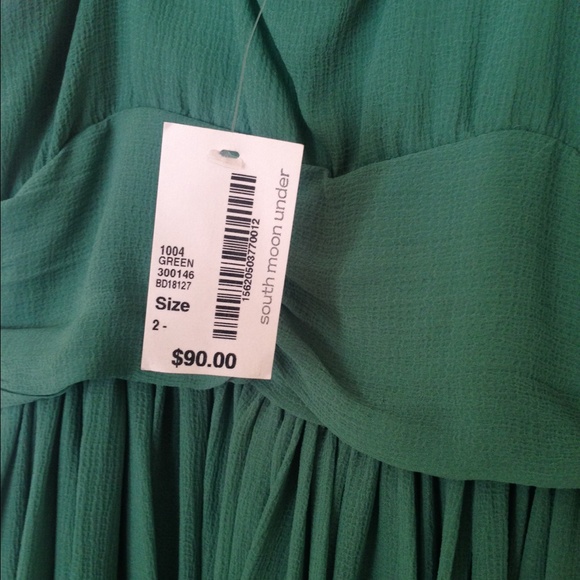 1004
GREEN
300146
BD18127
Size
2 -
$90.00
15620503770012
south moon under